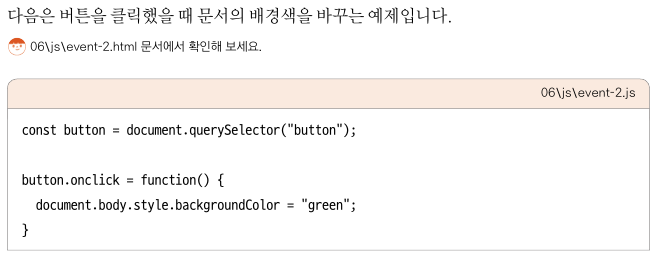 다음은 버튼을 클릭했을 때 문서의 배경색을 바꾸는 예제입니다.
06\js\event-2.html 문서에서 확인해 보세요.
06\js\event-2.js
const button = document.querySelector("button");
button.onclick = function() {
  document.body.style.backgroundColor = "green";
}